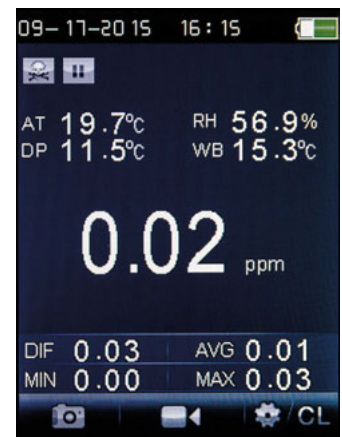 09-17-2015 16:15
AT 19.7°C RH 56.9%
DP 11.5°C WB 15.3°C
0.02 ppm
DIF 0.03 AVG 0.01
MIN 0.00 MAX 0.03
/CL